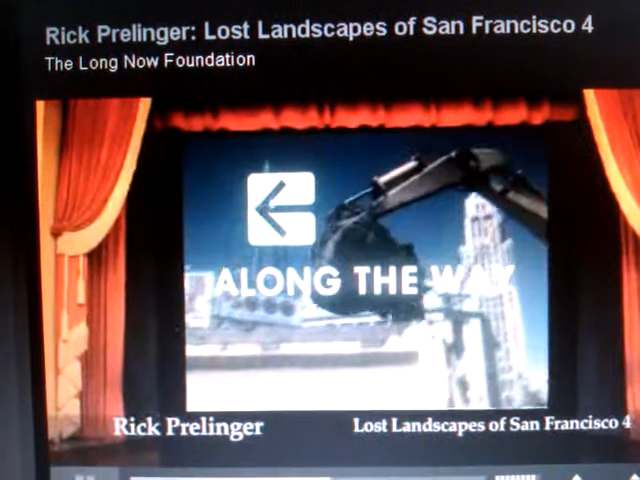 Rick Prelinger: Lost Landscapes of San Francisco 4
The Long Now Foundation
ALONG THE WAY
Rick Prelinger
Lost Landscapes of San Francisco 4